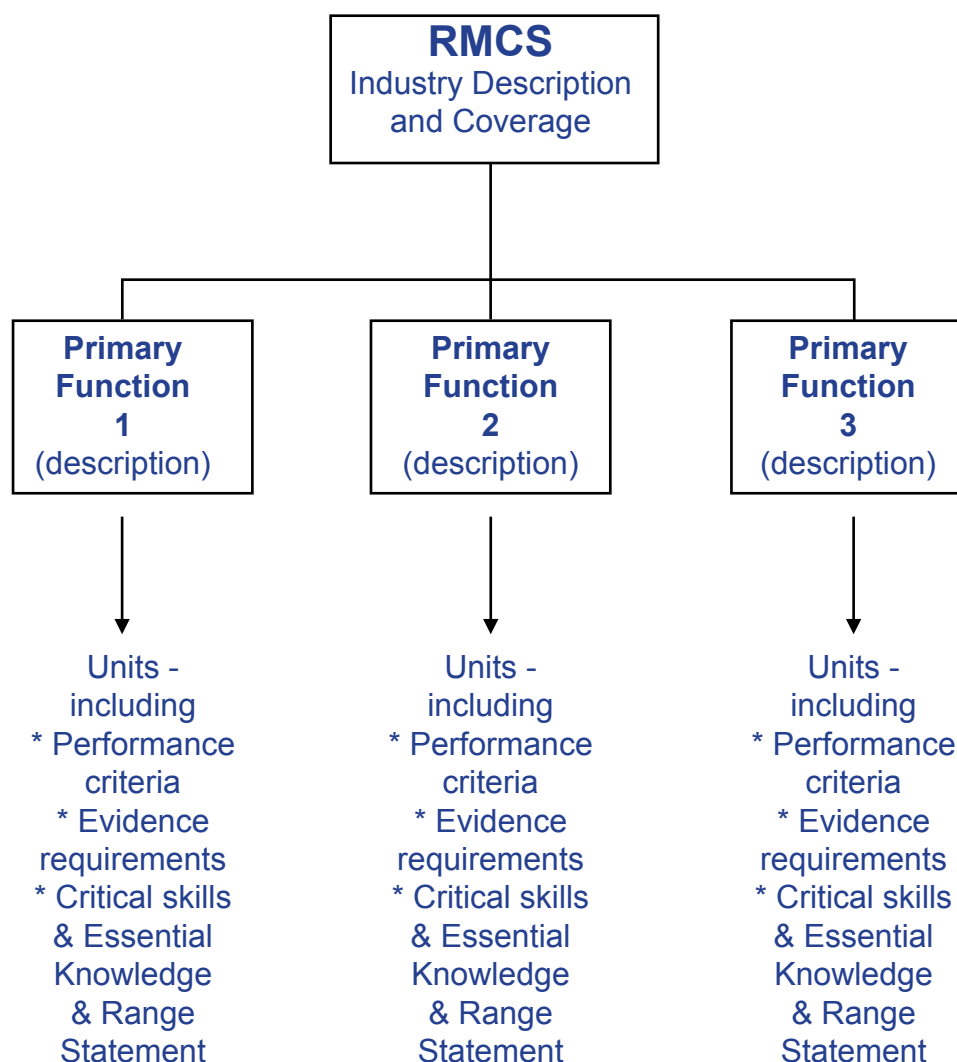 RMCS
Industry Description
and Coverage
Primary
Function
1
(description)
Primary
Function
2
(description)
Primary
Function
3
(description)
Units -
including
* Performance
criteria
* Evidence
requirements
* Critical skills
& Essential
Knowledge
& Range
Statement
Units -
including
* Performance
criteria
* Evidence
requirements
* Critical skills
& Essential
Knowledge
& Range
Statement
Units -
including
* Performance
criteria
* Evidence
requirements
* Critical skills
& Essential
Knowledge
& Range
Statement